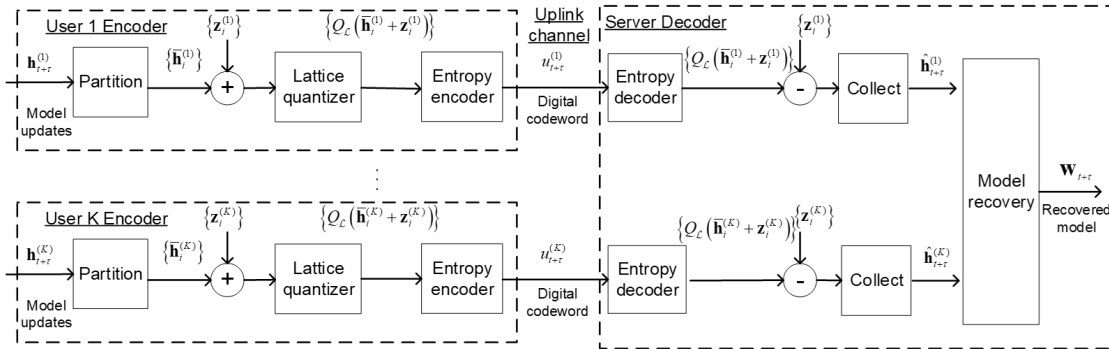 User 1 Encoder
{z_i^(1)}
{Q_ℒ(h̄_i^(1) + z_i^(1))}
Uplink
channel
Server Decoder
{z_i^(1)}
h_{t+τ}^(1)
{h̄_i^(1)}
u_{t+τ}^(1)
{Q_ℒ(h̄_i^(1) + z_i^(1))}
ĥ_{t+τ}^(1)
Partition
+
Lattice
quantizer
Entropy
encoder
Entropy
decoder
-
Collect
Model
updates
Digital
codeword
⋮
Model
recovery
W_{t+τ}
Recovered
model
User K Encoder
{z_i^(K)}
{Q_ℒ(h̄_i^(K) + z_i^(K))}
{Q_ℒ(h̄_i^(K) + z_i^(K))}
{z_i^(K)}
h_{t+τ}^(K)
{h̄_i^(K)}
u_{t+τ}^(K)
ĥ_{t+τ}^(K)
Partition
+
Lattice
quantizer
Entropy
encoder
Entropy
decoder
-
Collect
Model
updates
Digital
codeword